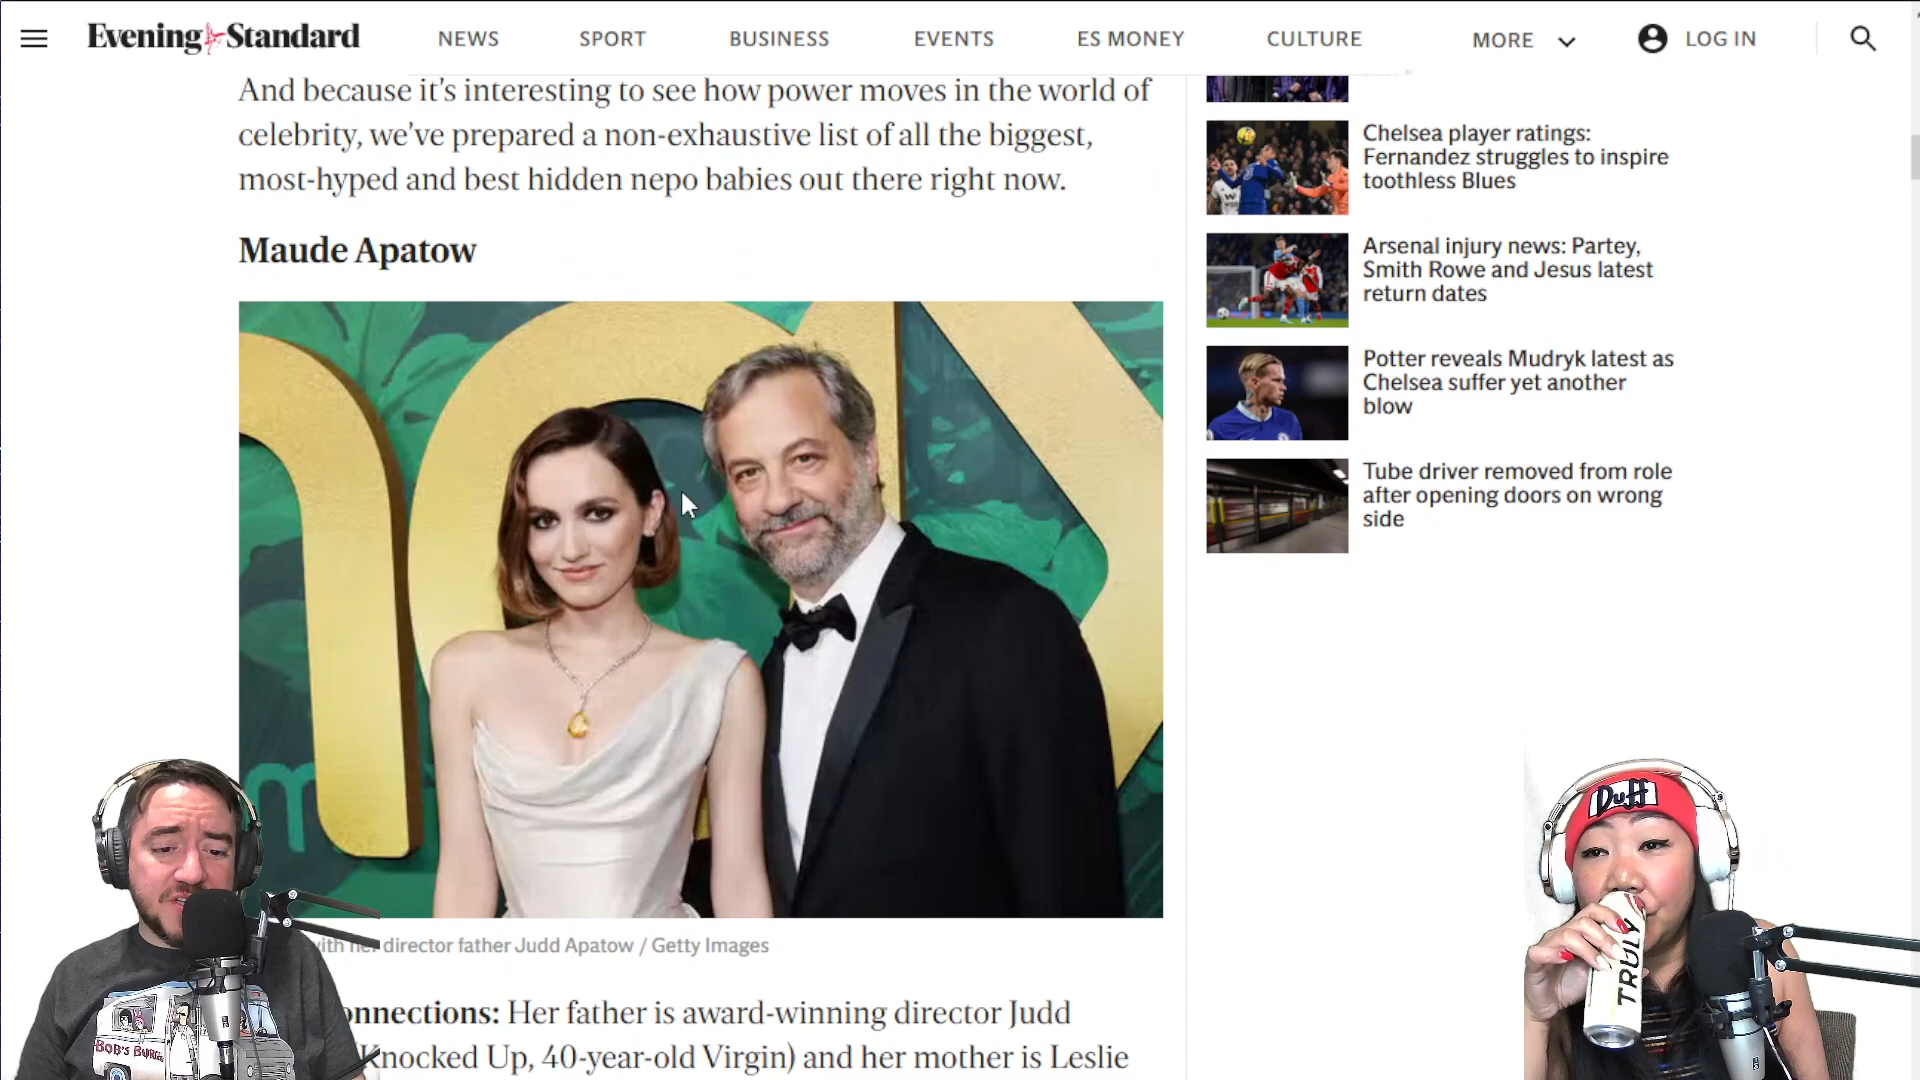 Evening Standard
NEWS
SPORT
BUSINESS
EVENTS
ES MONEY
CULTURE
MORE
LOG IN
And because it's interesting to see how power moves in the world of
celebrity, we've prepared a non-exhaustive list of all the biggest,
most-hyped and best hidden nepo babies out there right now.
Maude Apatow
with her director father Judd Apatow / Getty Images
onnections: Her father is award-winning director Judd
Knocked Up, 40-year-old Virgin) and her mother is Leslie
Chelsea player ratings:
Fernandez struggles to inspire
toothless Blues
Arsenal injury news: Partey,
Smith Rowe and Jesus latest
return dates
Potter reveals Mudryk latest as
Chelsea suffer yet another
blow
Tube driver removed from role
after opening doors on wrong
side
BOB'S BURG
Duff
TRULY